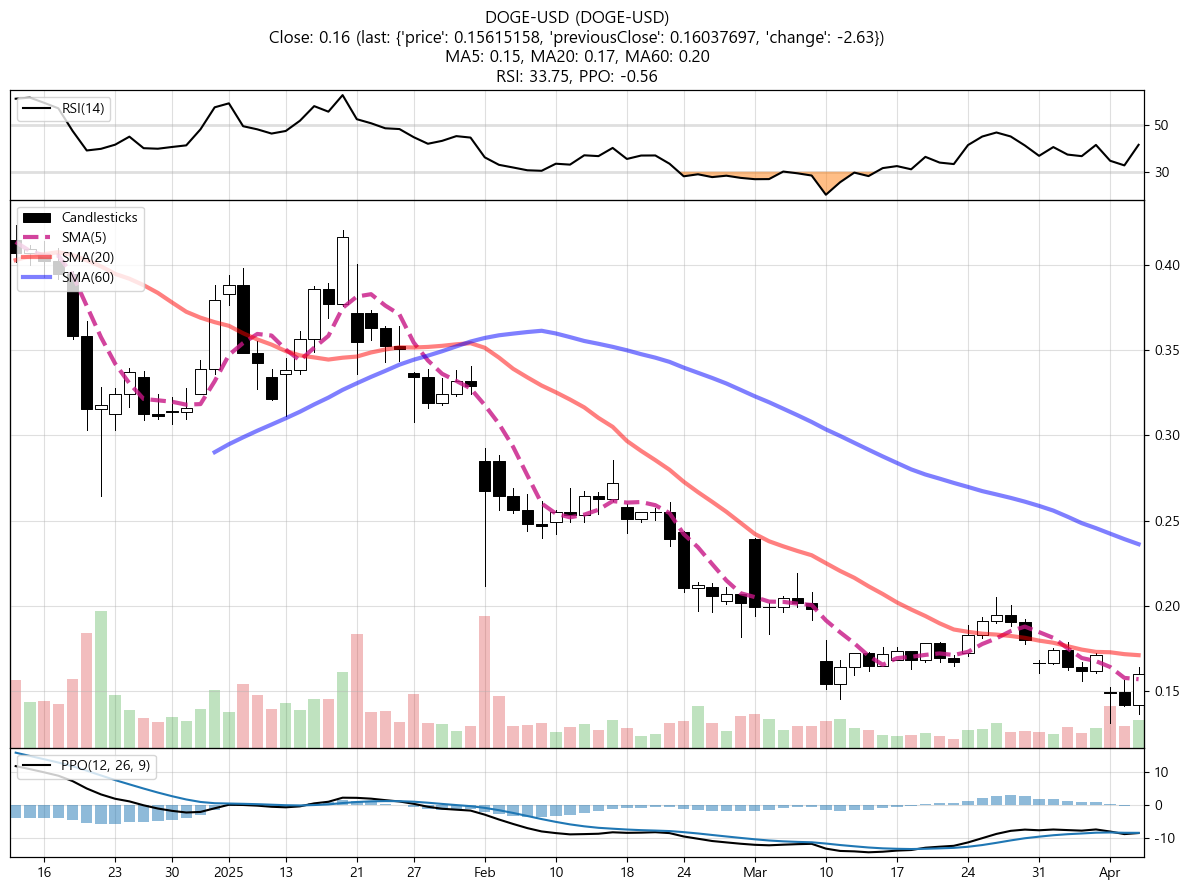 DOGE-USD (DOGE-USD)
Close: 0.16 (last: {'price': 0.15615158, 'previousClose': 0.16037697, 'change': -2.63})
MA5: 0.15, MA20: 0.17, MA60: 0.20
RSI: 33.75, PPO: -0.56
RSI(14)
50
30
Candlesticks
SMA(5)
SMA(20)
SMA(60)
0.40
0.35
0.30
0.25
0.20
0.15
PPO(12, 26, 9)
10
0
-10
16 23 30 2025 13 21 27 Feb 10 18 24 Mar 10 17 24 31 Apr